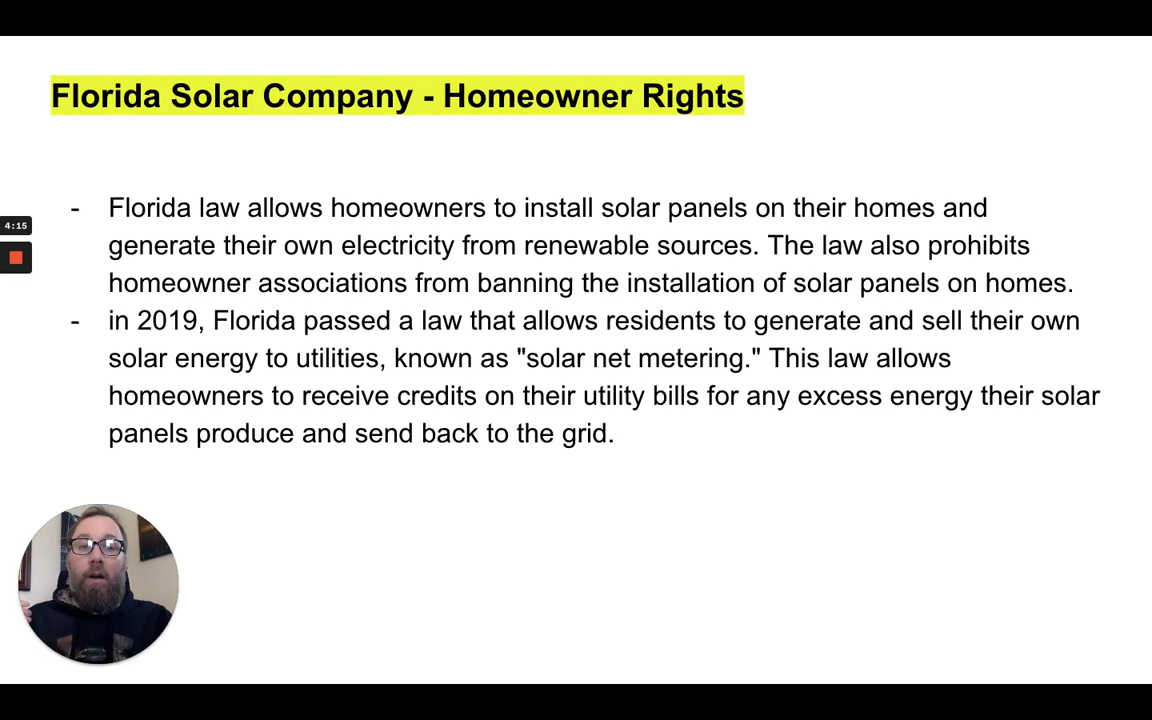 Florida Solar Company - Homeowner Rights
- Florida law allows homeowners to install solar panels on their homes and
generate their own electricity from renewable sources. The law also prohibits
homeowner associations from banning the installation of solar panels on homes.
- in 2019, Florida passed a law that allows residents to generate and sell their own
solar energy to utilities, known as "solar net metering." This law allows
homeowners to receive credits on their utility bills for any excess energy their solar
panels produce and send back to the grid.
4:15